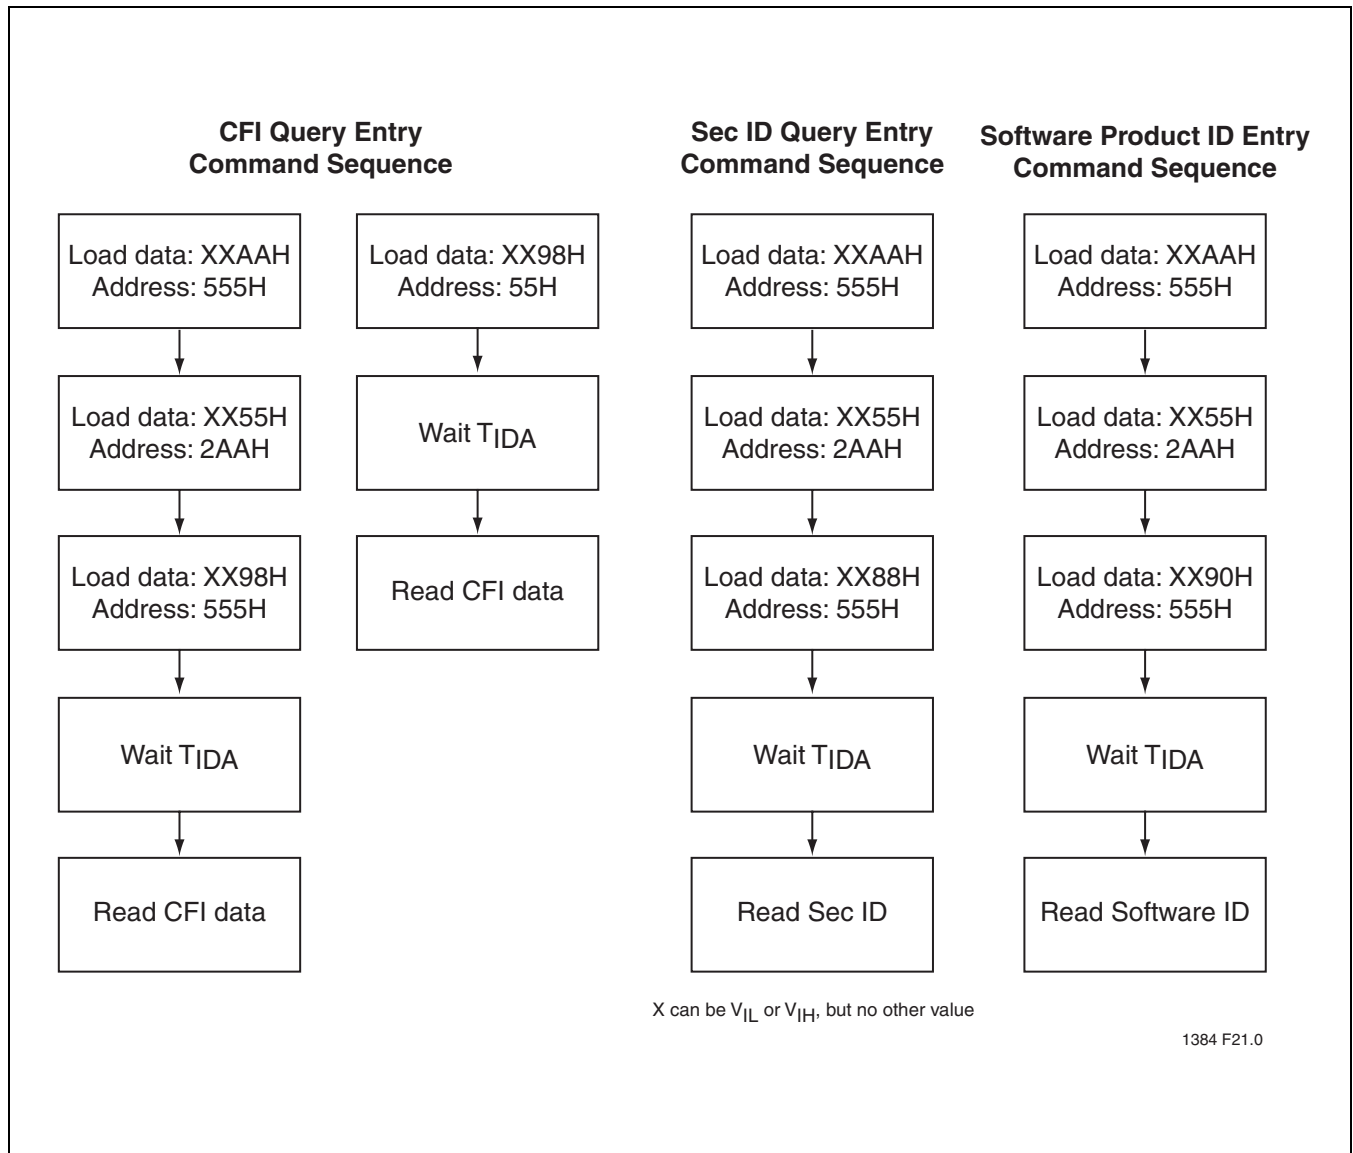 CFI Query Entry
Command Sequence
Load data: XXAAH
Address: 555H
Load data: XX55H
Address: 2AAH
Load data: XX98H
Address: 555H
Wait TIDA
Read CFI data
Load data: XX98H
Address: 55H
Wait TIDA
Read CFI data
Sec ID Query Entry
Command Sequence
Load data: XXAAH
Address: 555H
Load data: XX55H
Address: 2AAH
Load data: XX88H
Address: 555H
Wait TIDA
Read Sec ID
Software Product ID Entry
Command Sequence
Load data: XXAAH
Address: 555H
Load data: XX55H
Address: 2AAH
Load data: XX90H
Address: 555H
Wait TIDA
Read Software ID
X can be VIL or VIH, but no other value
1384 F21.0